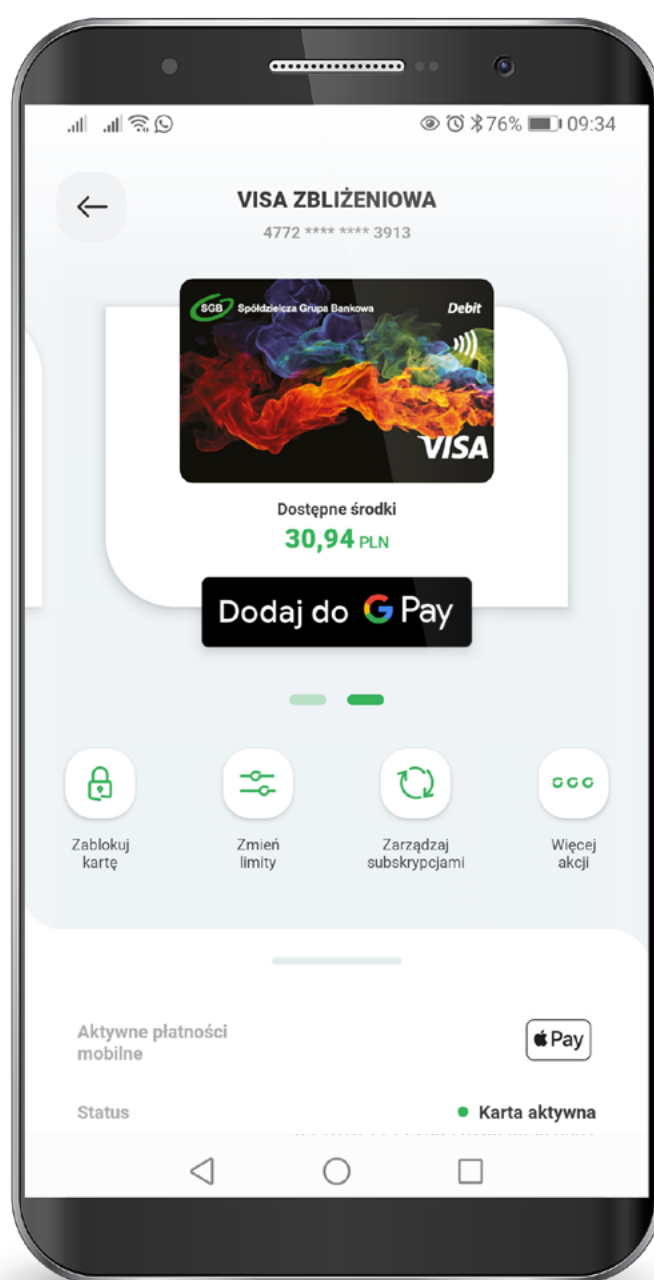 76% 09:34
VISA ZBLIŻENIOWA
4772 **** **** 3913
SGB Spółdzielcza Grupa Bankowa Debit
VISA
Dostępne środki
30,94 PLN
Dodaj do G Pay
Zablokuj kartę
Zmień limity
Zarządzaj subskrypcjami
Więcej akcji
Aktywne płatności
mobilne
Pay
Status Karta aktywna